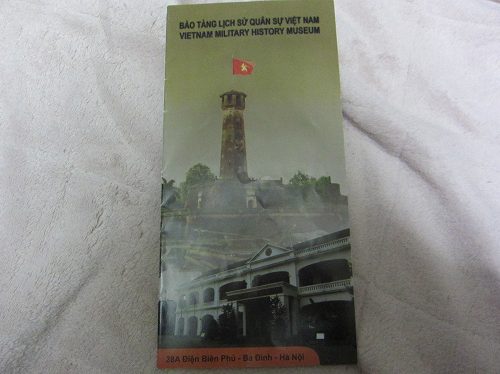 BẢO TÀNG LỊCH SỬ QUÂN SỰ VIỆT NAM
VIETNAM MILITARY HISTORY MUSEUM
28A Điện Biên Phủ - Ba Đình - Hà Nội